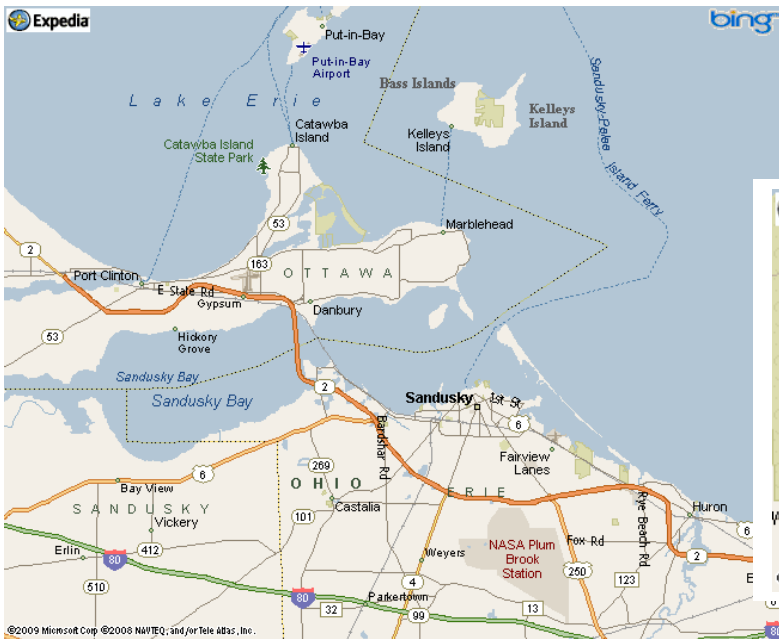 Expedia
bing
Put-in-Bay
Put-in-Bay
Airport
Bass Islands
Lake Erie
Kelleys
Island
Sandusky-Pelee
Island Ferry
Catawba
Island
Kelleys
Island
Catawba Island
State Park
53
Marblehead
2
163
Port Clinton
OTTAWA
E State Rd
Gypsum
Danbury
53
Hickory
Grove
Sandusky Bay
2
Sandusky Bay
Sandusky
1st St
6
Bardshar Rd
Fairview
Lanes
269
6
OHIO
Bay View
ERIE
SANDUSKY
101
Castalia
Rye Beach Rd
Huron
6
Vickery
412
NASA Plum
Brook
Station
Fox Rd
Erlin
80
Weyers
2
250
510
4
123
80
Parkertown
32
99
13
80
©2009 Microsoft Corp ©2008 NAVTEQ, and/or Tele Atlas, Inc.